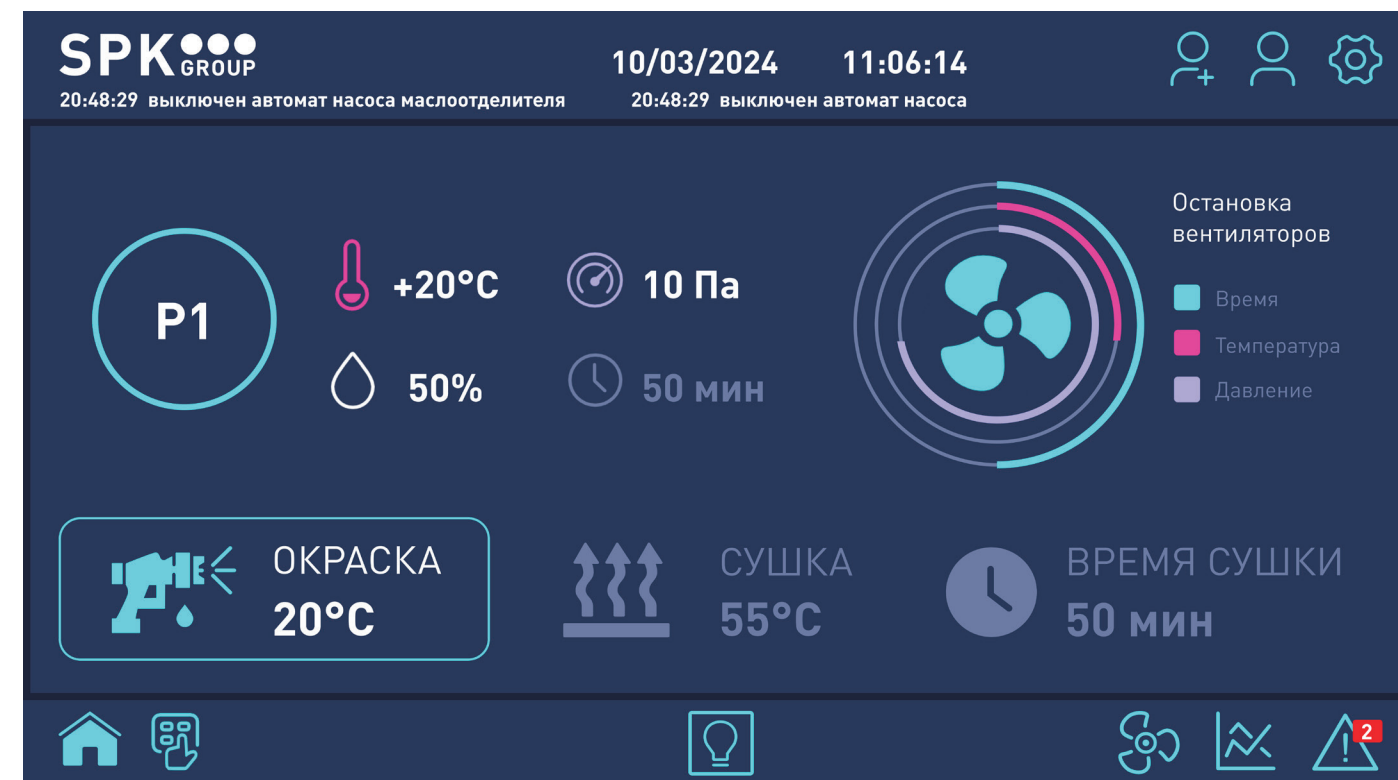 SPK GROUP
10/03/2024 11:06:14
20:48:29 выключен автомат насоса маслоотделителя 20:48:29 выключен автомат насоса
Остановка
вентиляторов
P1
+20°C
10 Па
50%
50 мин
Время
Температура
Давление
ОКРАСКА
20°C
СУШКА
55°C
ВРЕМЯ СУШКИ
50 мин
2